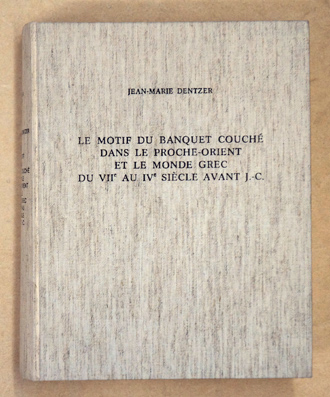 JEAN-MARIE DENTZER
LE MOTIF DU BANQUET COUCHÉ
DANS LE PROCHE-ORIENT
ET LE MONDE GREC
DU VIIe AU IVe SIÈCLE AVANT J.-C.